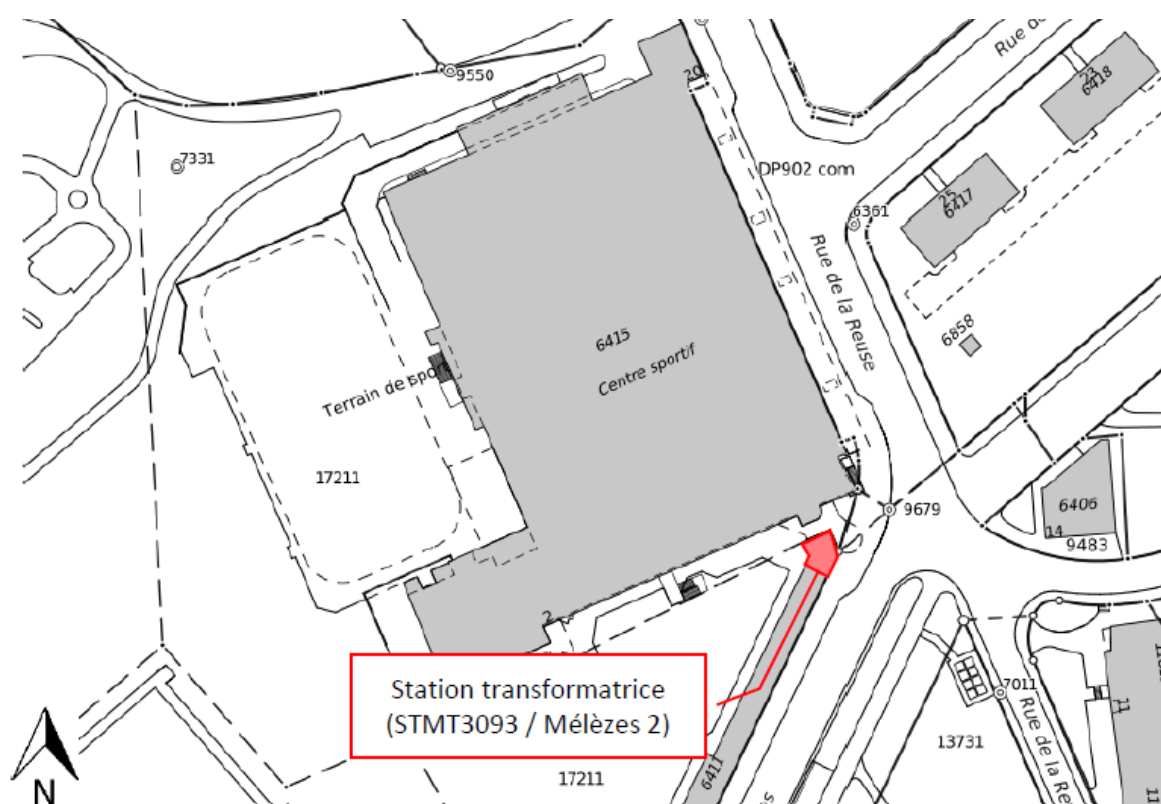 Rue de
9550
20
23
6418
7331
DP902 com
25
6417
6361
Rue de la Reuse
6858
6415
Centre sportif
Terrain de sport
17211
9679
6406
14
9483
2
Station transformatrice
(STMT3093 / Mélèzes 2)
7011
11
Rue de la Re
13731
6411
17211
N